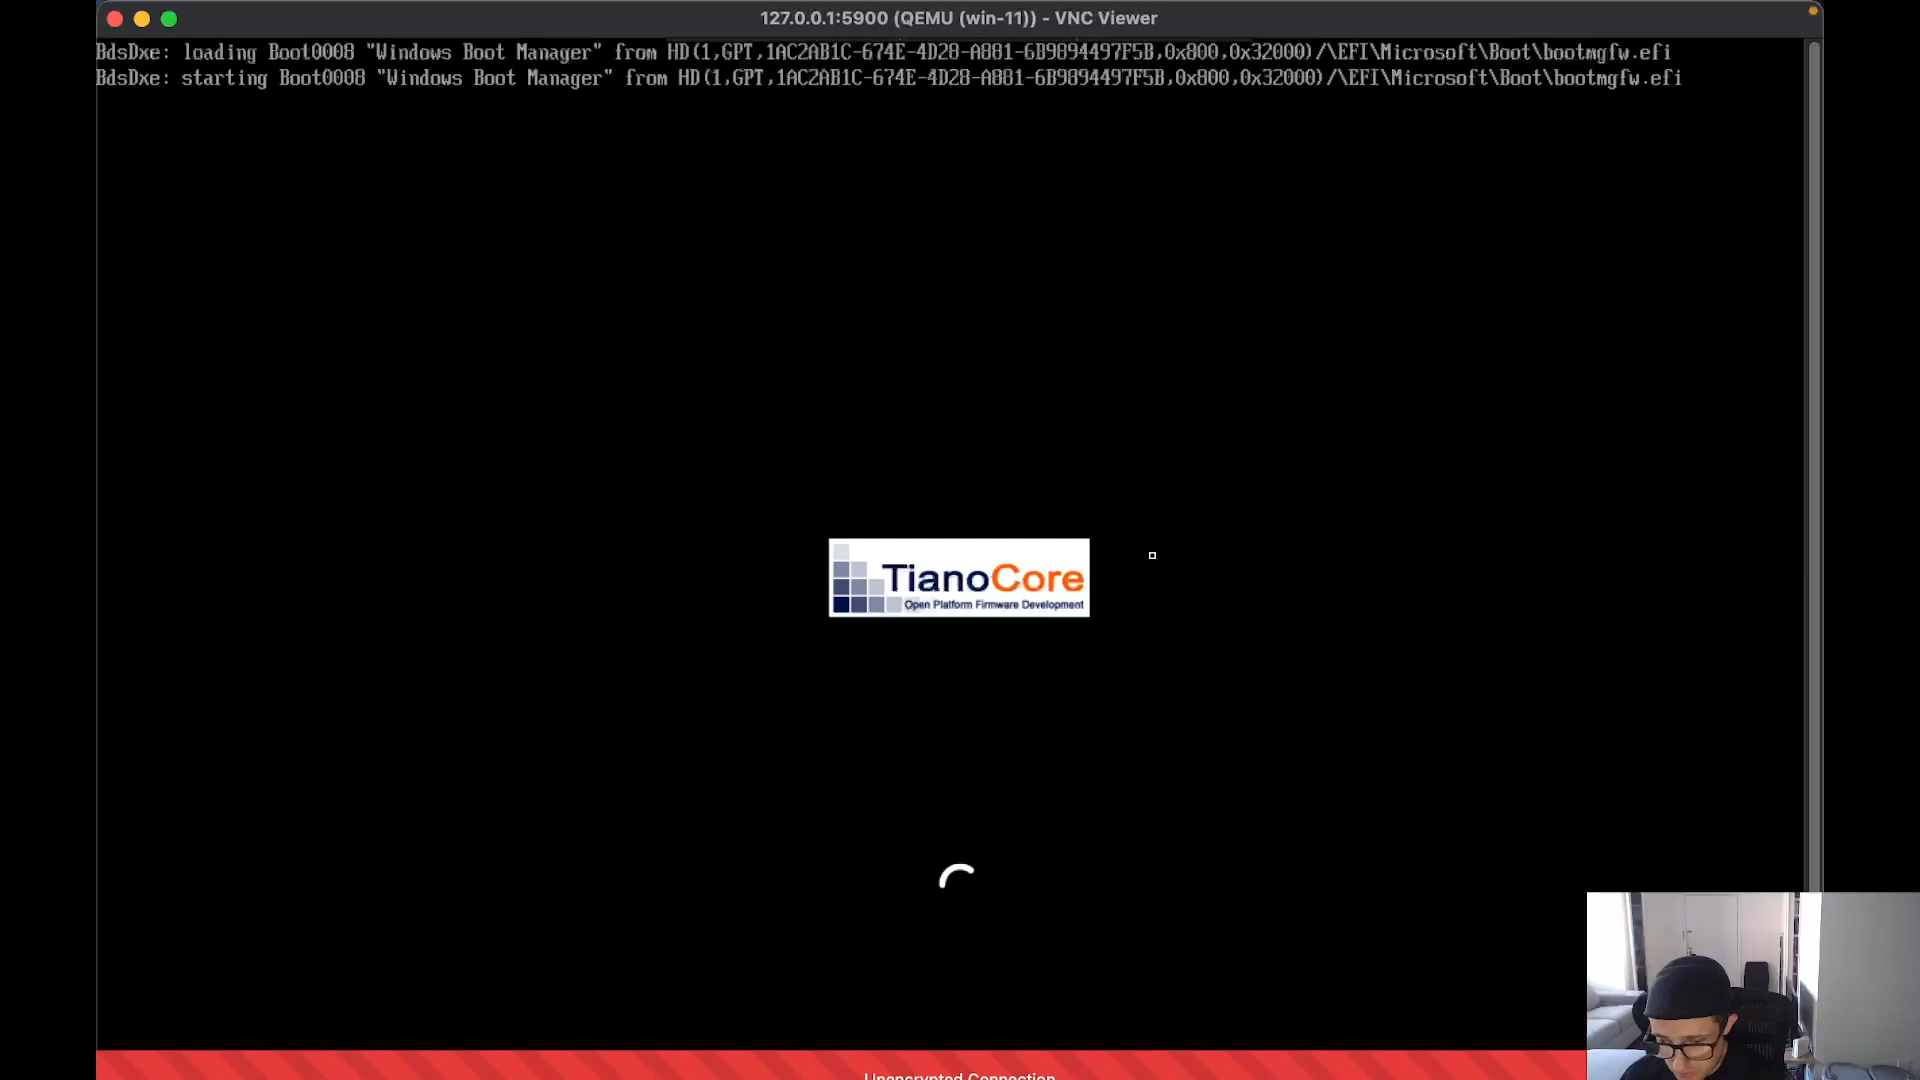 127.0.0.1:5900 (QEMU (win-11)) - VNC Viewer
BdsDxe: loading Boot0008 "Windows Boot Manager" from HD(1,GPT,1AC2AB1C-674E-4D28-A881-6B9894497F5B,0x800,0x32000)/\EFI\Microsoft\Boot\bootmgfw.efi
BdsDxe: starting Boot0008 "Windows Boot Manager" from HD(1,GPT,1AC2AB1C-674E-4D28-A881-6B9894497F5B,0x800,0x32000)/\EFI\Microsoft\Boot\bootmgfw.efi
TianoCore
Open Platform Firmware Development
Unencrypted Connection